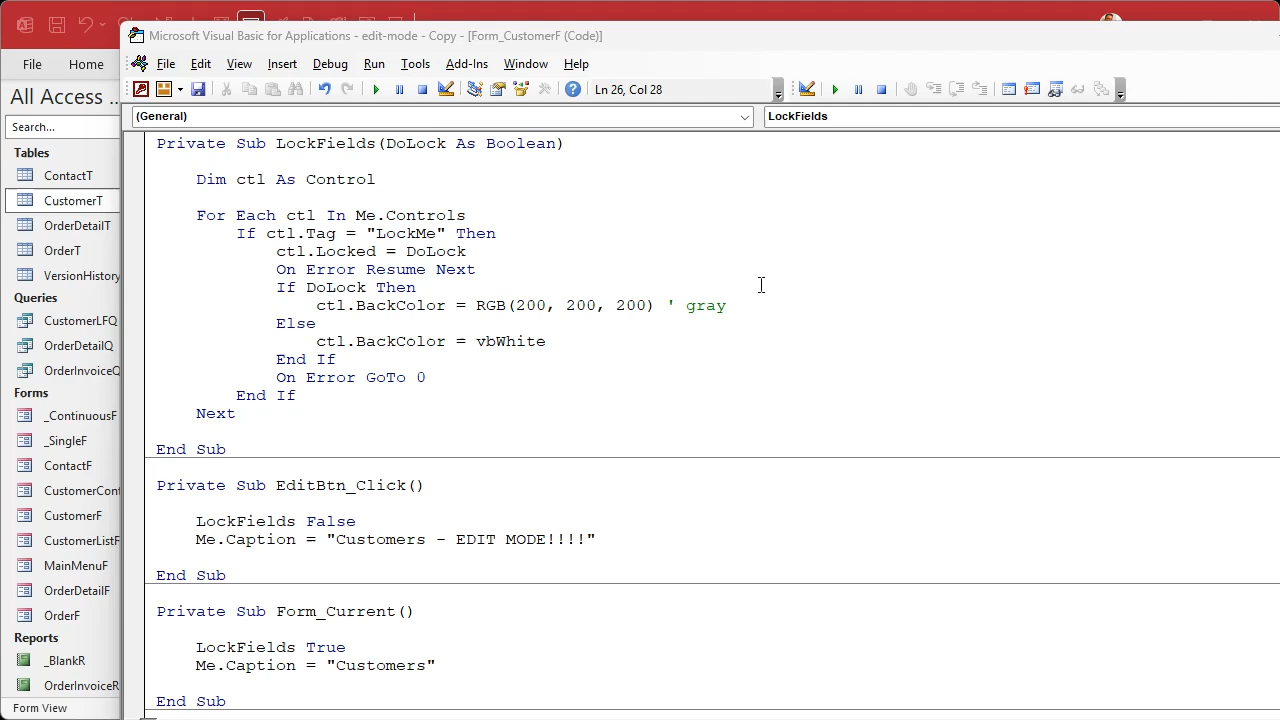 Microsoft Visual Basic for Applications - edit-mode - Copy - [Form_CustomerF (Code)]
File
Home
File Edit View Insert Debug Run Tools Add-Ins Window Help
Ln 26, Col 28
All Access ...
(General)
LockFields
Search...
Tables
ContactT
CustomerT
OrderDetailT
OrderT
VersionHistory
Queries
CustomerLFQ
OrderDetailQ
OrderInvoiceQ
Forms
_ContinuousF
_SingleF
ContactF
CustomerCont
CustomerF
CustomerListF
MainMenuF
OrderDetailF
OrderF
Reports
_BlankR
OrderInvoiceR
Form View
Private Sub LockFields(DoLock As Boolean)
Dim ctl As Control
For Each ctl In Me.Controls
If ctl.Tag = "LockMe" Then
ctl.Locked = DoLock
On Error Resume Next
If DoLock Then
ctl.BackColor = RGB(200, 200, 200) ' gray
Else
ctl.BackColor = vbWhite
End If
On Error GoTo 0
End If
Next
End Sub
Private Sub EditBtn_Click()
LockFields False
Me.Caption = "Customers - EDIT MODE!!!!"
End Sub
Private Sub Form_Current()
LockFields True
Me.Caption = "Customers"
End Sub